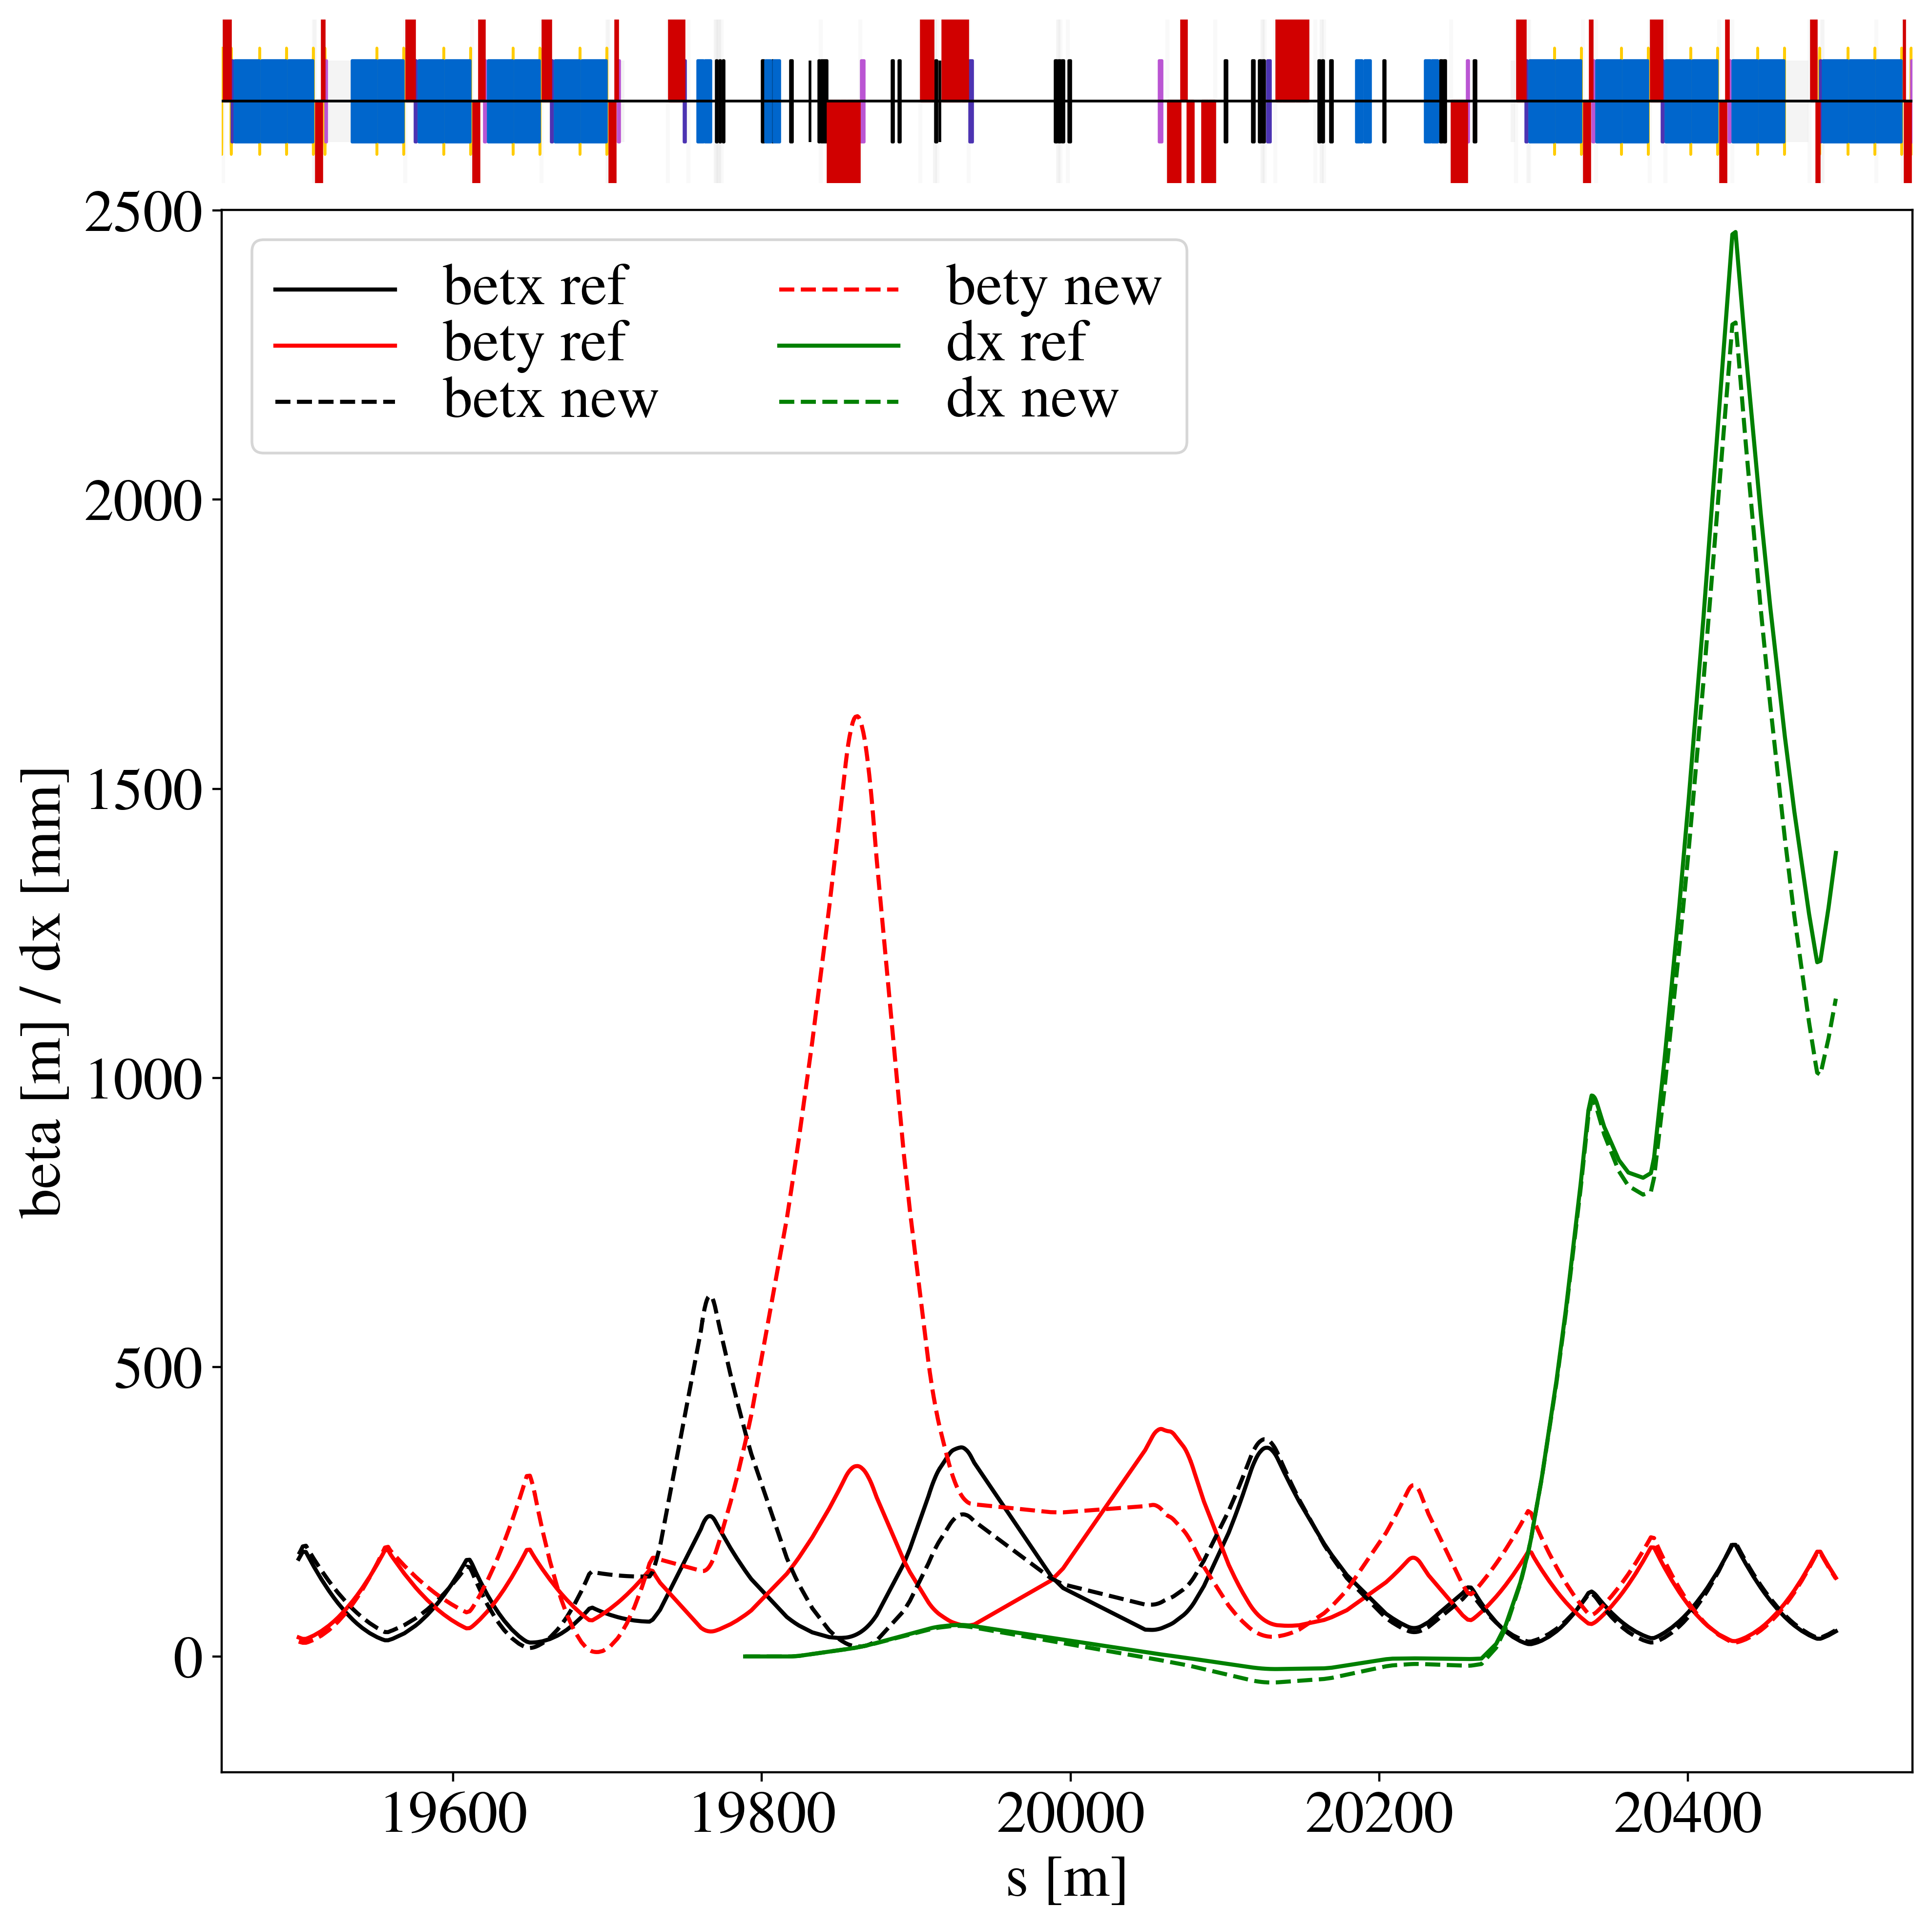 2500
2000
1500
1000
500
0
beta [m] / dx [mm]
betx ref
bety ref
betx new
bety new
dx ref
dx new
19600 19800 20000 20200 20400
s [m]